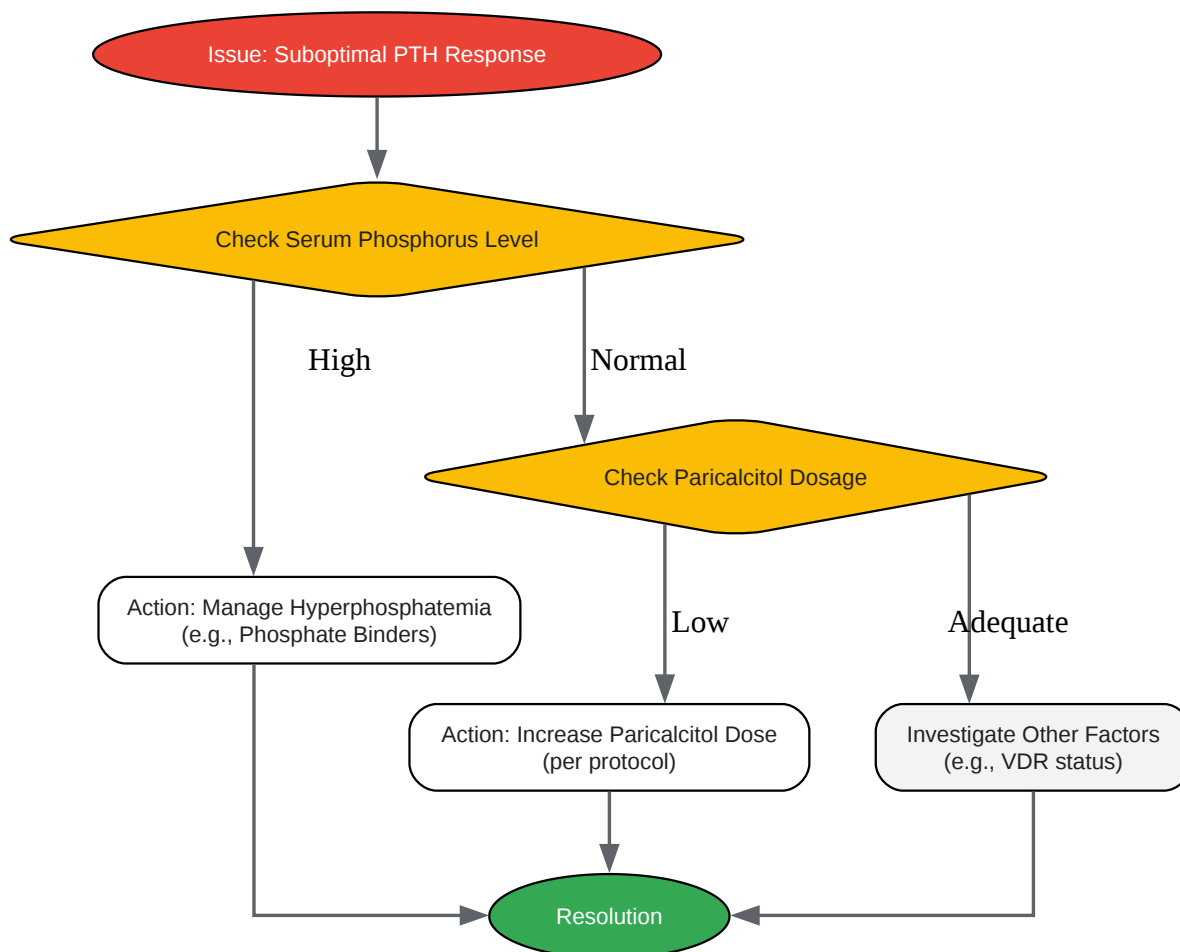 Issue: Suboptimal PTH Response
Check Serum Phosphorus Level
High
Normal
Check Paricalcitol Dosage
Action: Manage Hyperphosphatemia
(e.g., Phosphate Binders)
Low
Adequate
Action: Increase Paricalcitol Dose
(per protocol)
Investigate Other Factors
(e.g., VDR status)
Resolution